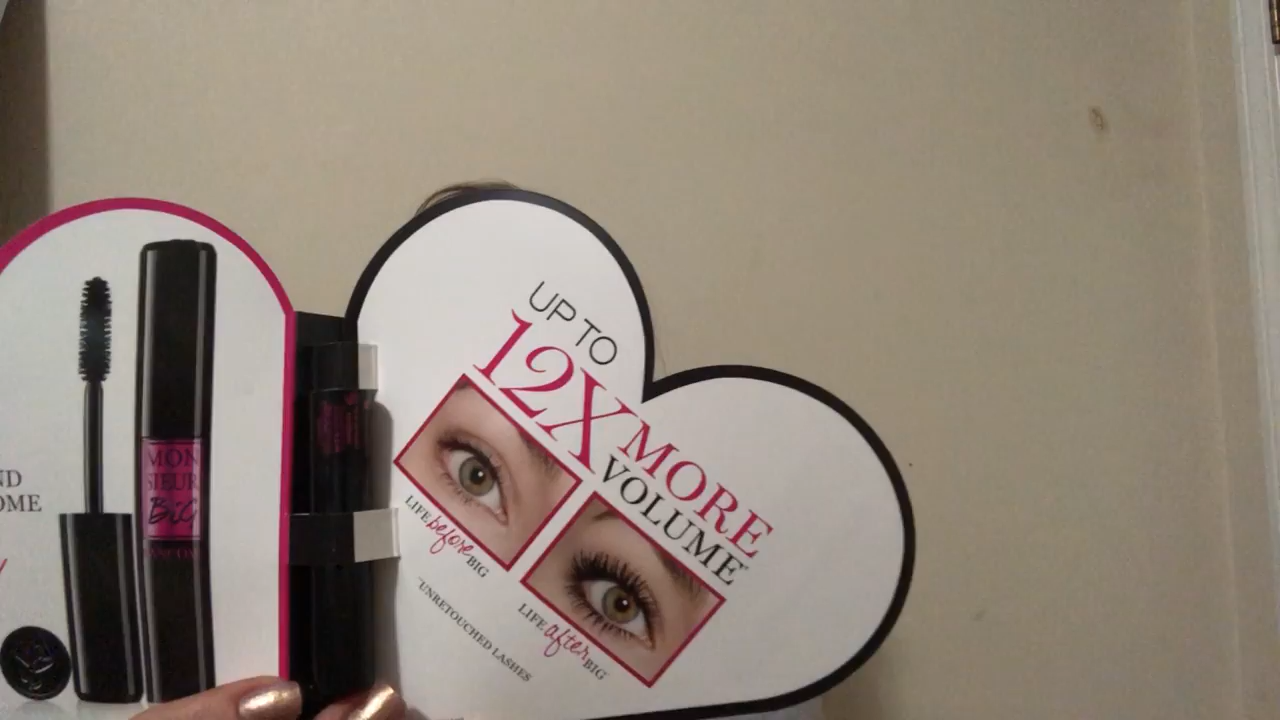 ND
OME
MON
SIEUR
BiG
UP TO
12X MORE
VOLUME*
LIFE before BIG
LIFE after BIG
*UNRETOUCHED LASHES